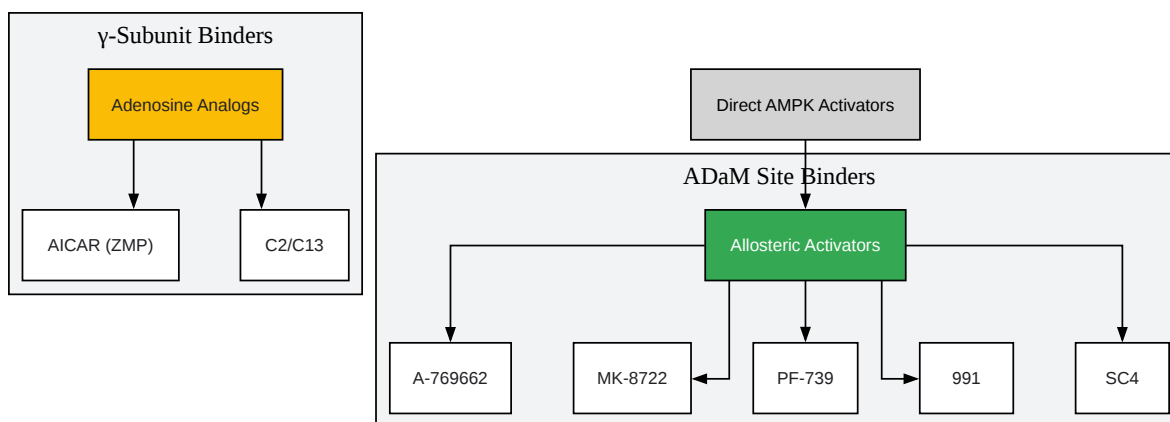 γ-Subunit Binders
Adenosine Analogs
AICAR (ZMP)
C2/C13
Direct AMPK Activators
ADaM Site Binders
Allosteric Activators
A-769662
MK-8722
PF-739
991
SC4